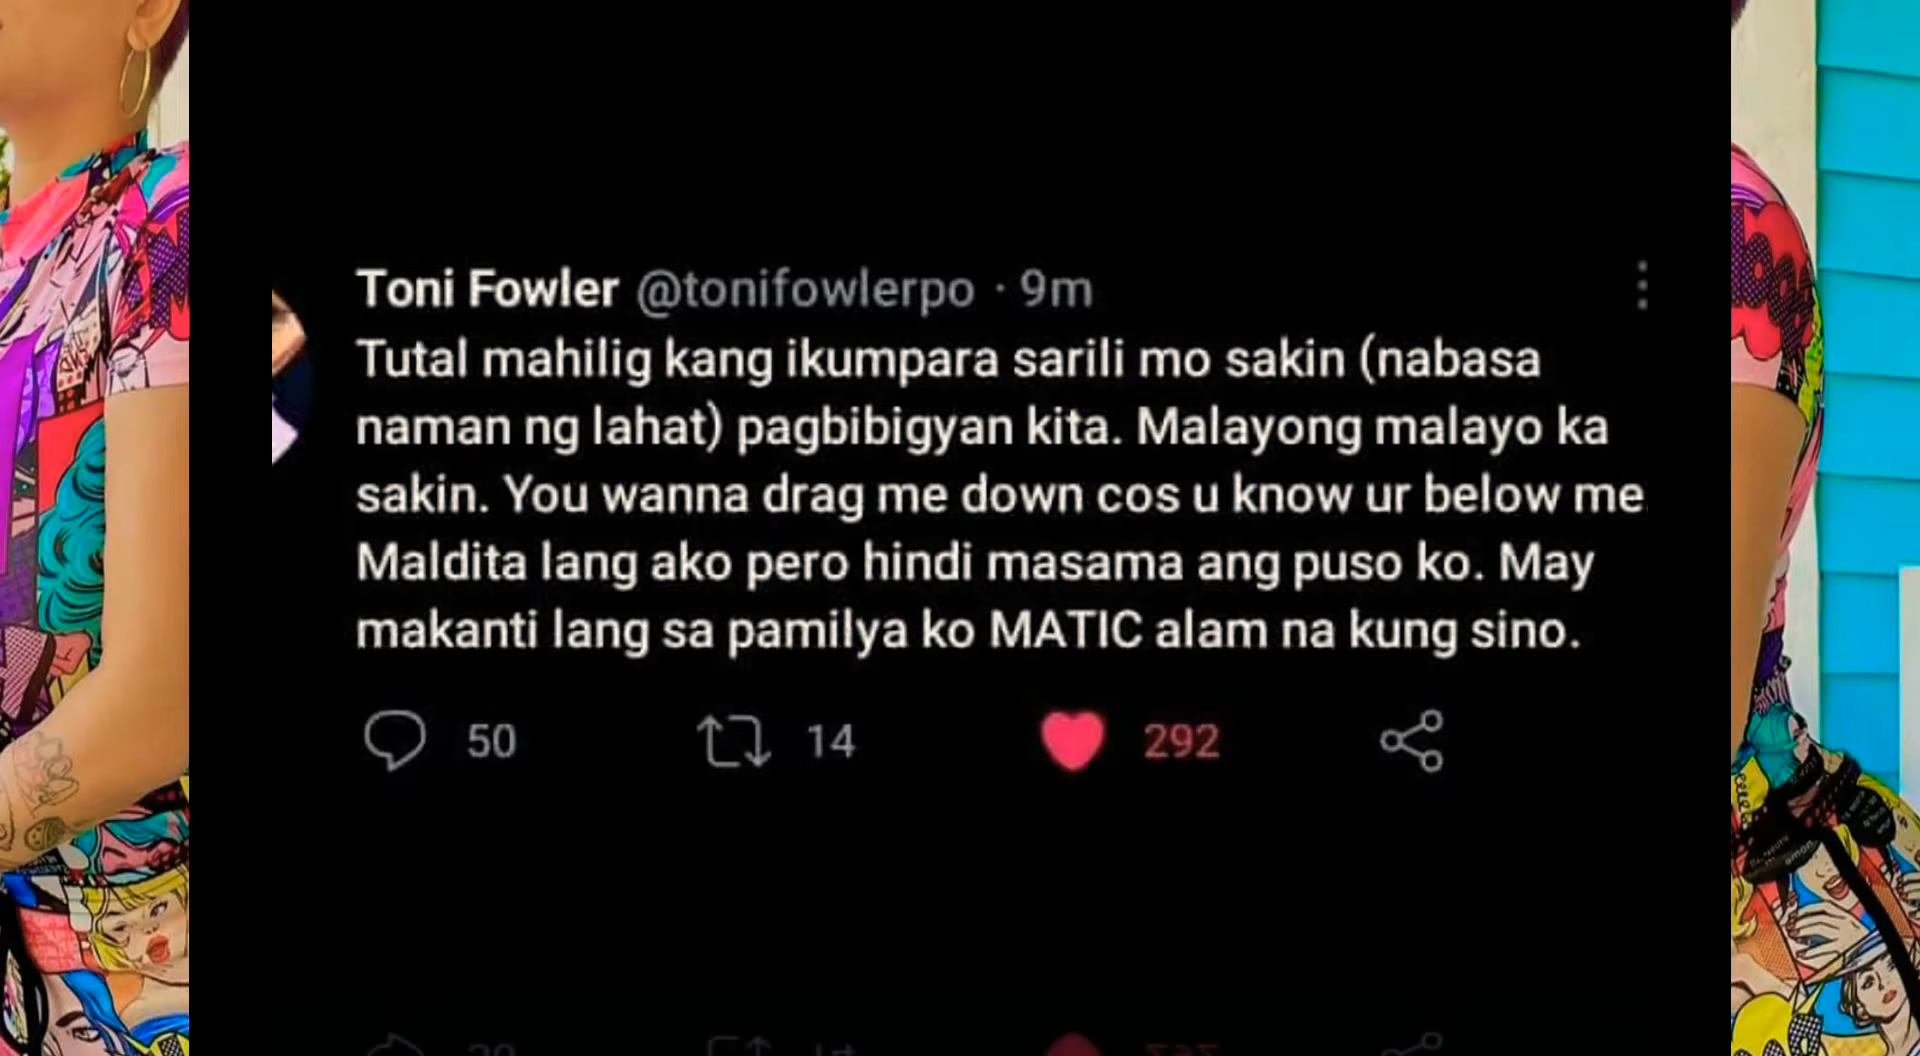 Toni Fowler @tonifowlerpo · 9m
Tutal mahilig kang ikumpara sarili mo sakin (nabasa
naman ng lahat) pagbibigyan kita. Malayong malayo ka
sakin. You wanna drag me down cos u know ur below me
Maldita lang ako pero hindi masama ang puso ko. May
makanti lang sa pamilya ko MATIC alam na kung sino.
50 14 292